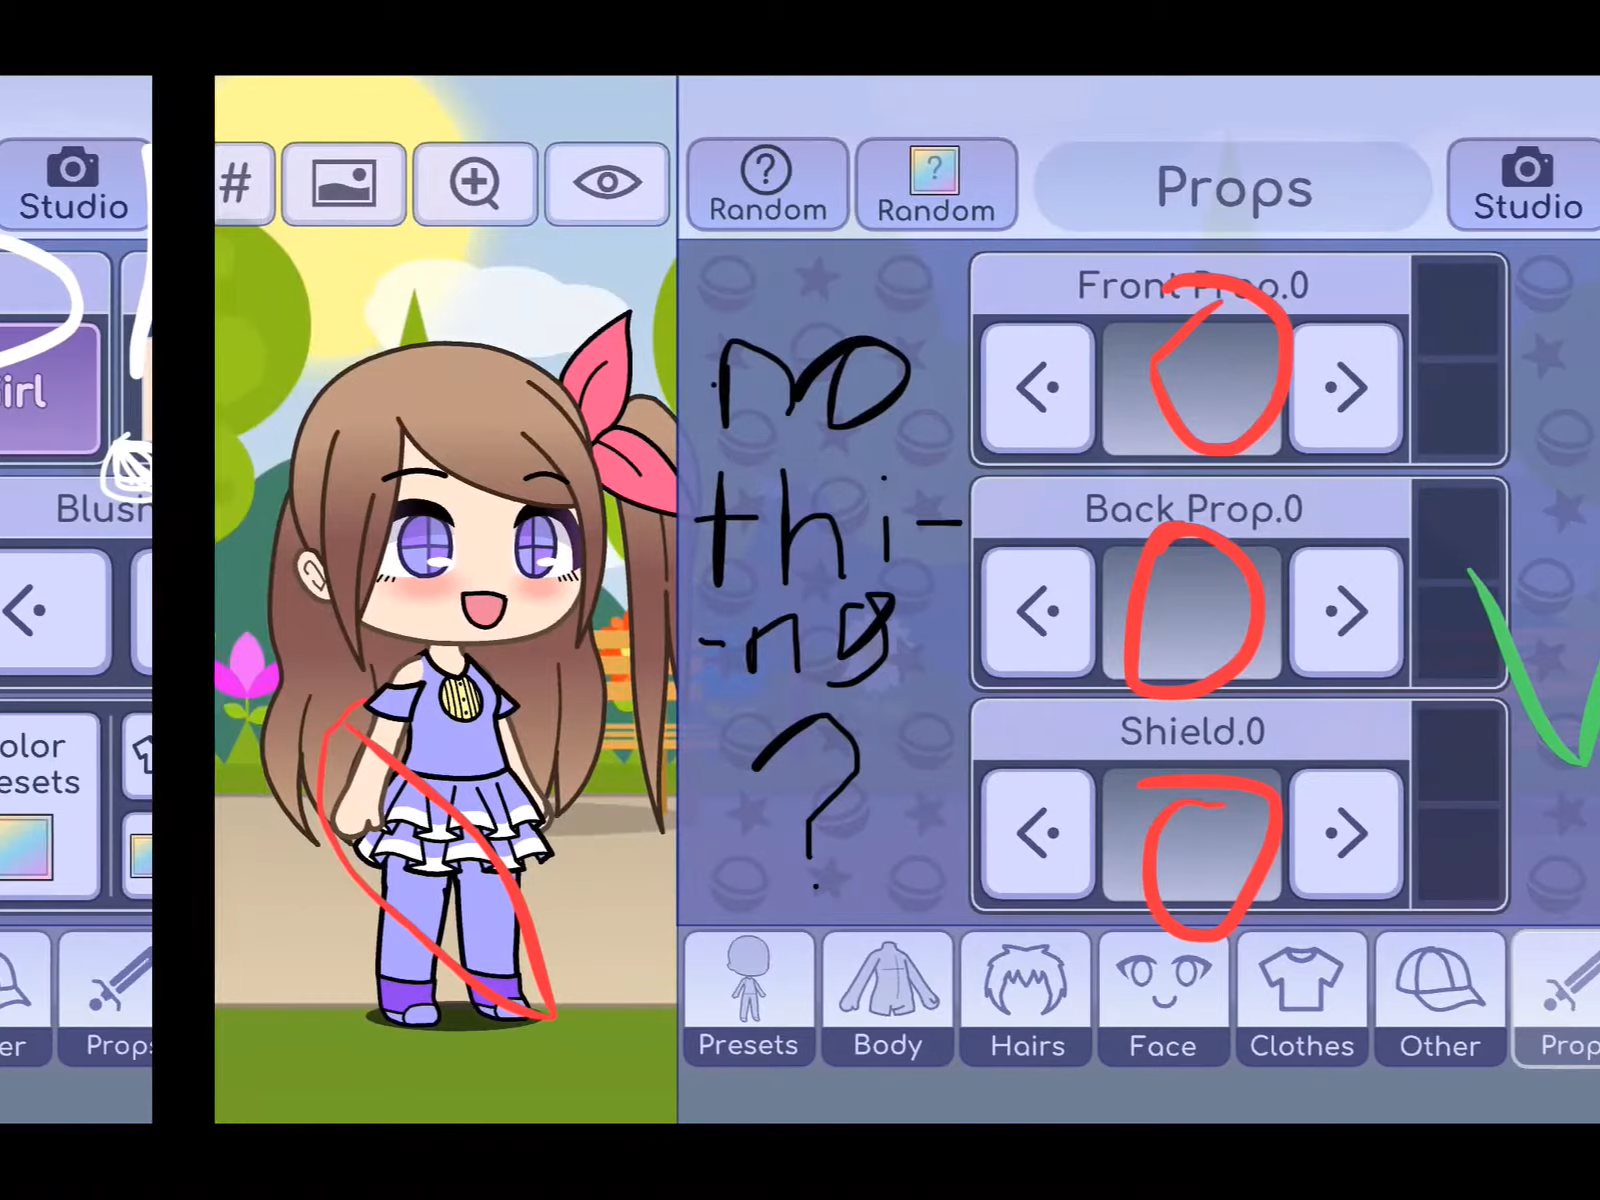 Studio
#
Random
Random
Props
Studio
irl
Front Prop.0
Blush
Back Prop.0
no
thi-
-ng
?
Shield.0
olor
esets
er
Props
Presets
Body
Hairs
Face
Clothes
Other
Prop